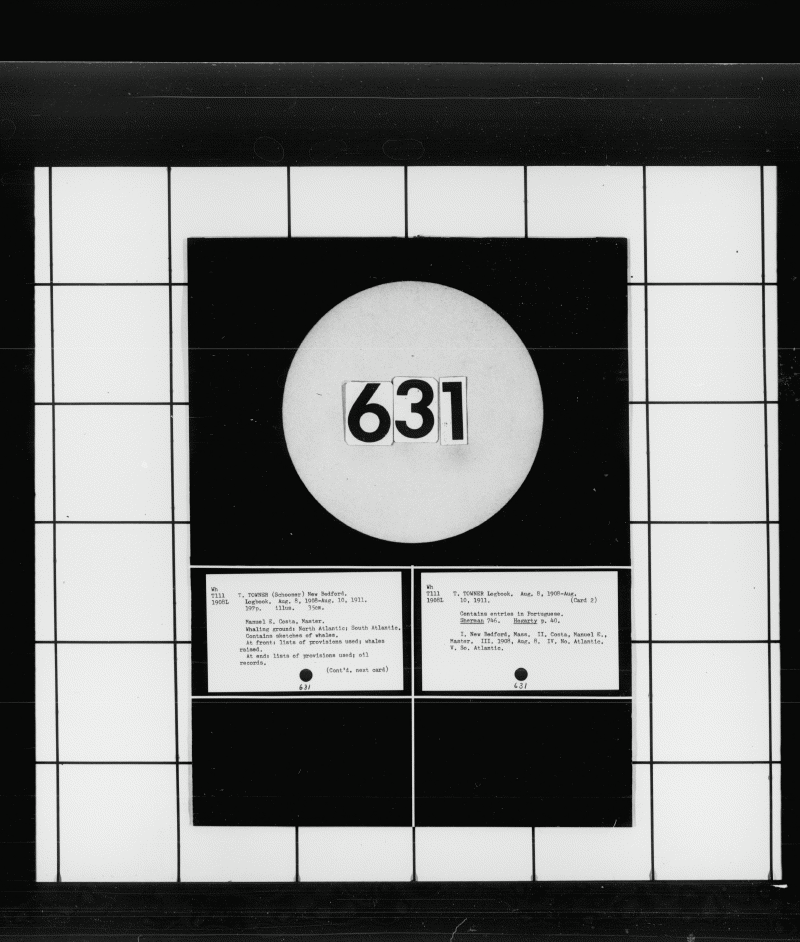 631
Wh
T111 T. TOWNER (Schooner) New Bedford.
1908L Logbook, Aug. 8, 1908-Aug. 10, 1911.
197p. illus. 35cm.
Manuel E. Costa, Master.
Whaling ground: North Atlantic; South Atlantic.
Contains sketches of whales.
At front: lists of provisions used; whales
raised.
At end: lists of provisions used; oil
records.
(Cont'd. next card)
631
Wh
T111 T. TOWNER Logbook, Aug. 8, 1908-Aug.
1908L 10, 1911. (Card 2)
Contains entries in Portuguese.
Sherman 746. Hegarty p. 40.
I. New Bedford, Mass. II. Costa, Manuel E.,
Master. III. 1908, Aug. 8. IV. No. Atlantic.
V. So. Atlantic.
631